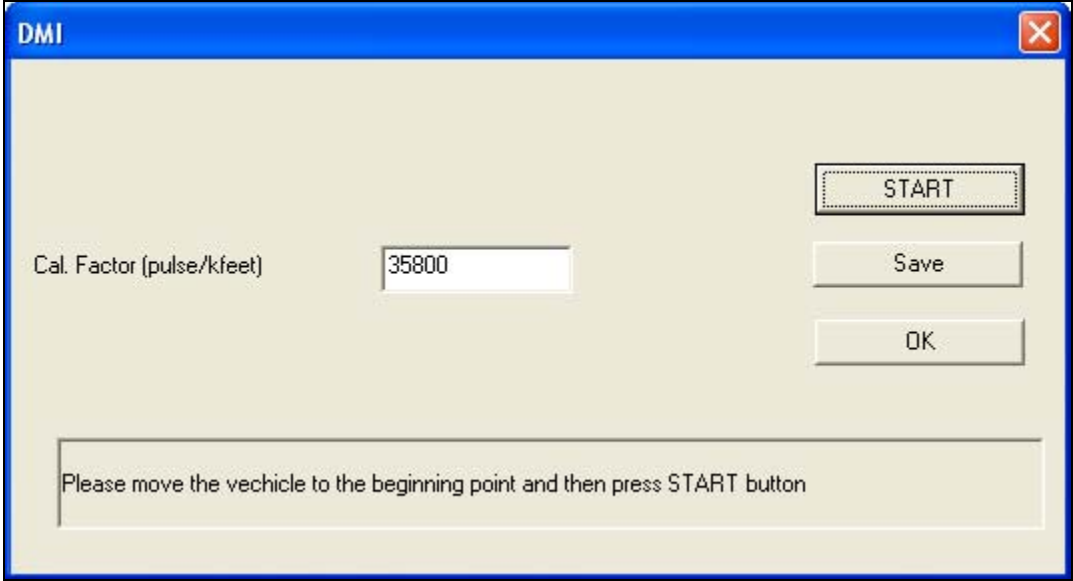 DMI
START
Cal. Factor (pulse/kfeet) 35800
Save
OK
Please move the vechicle to the beginning point and then press START button